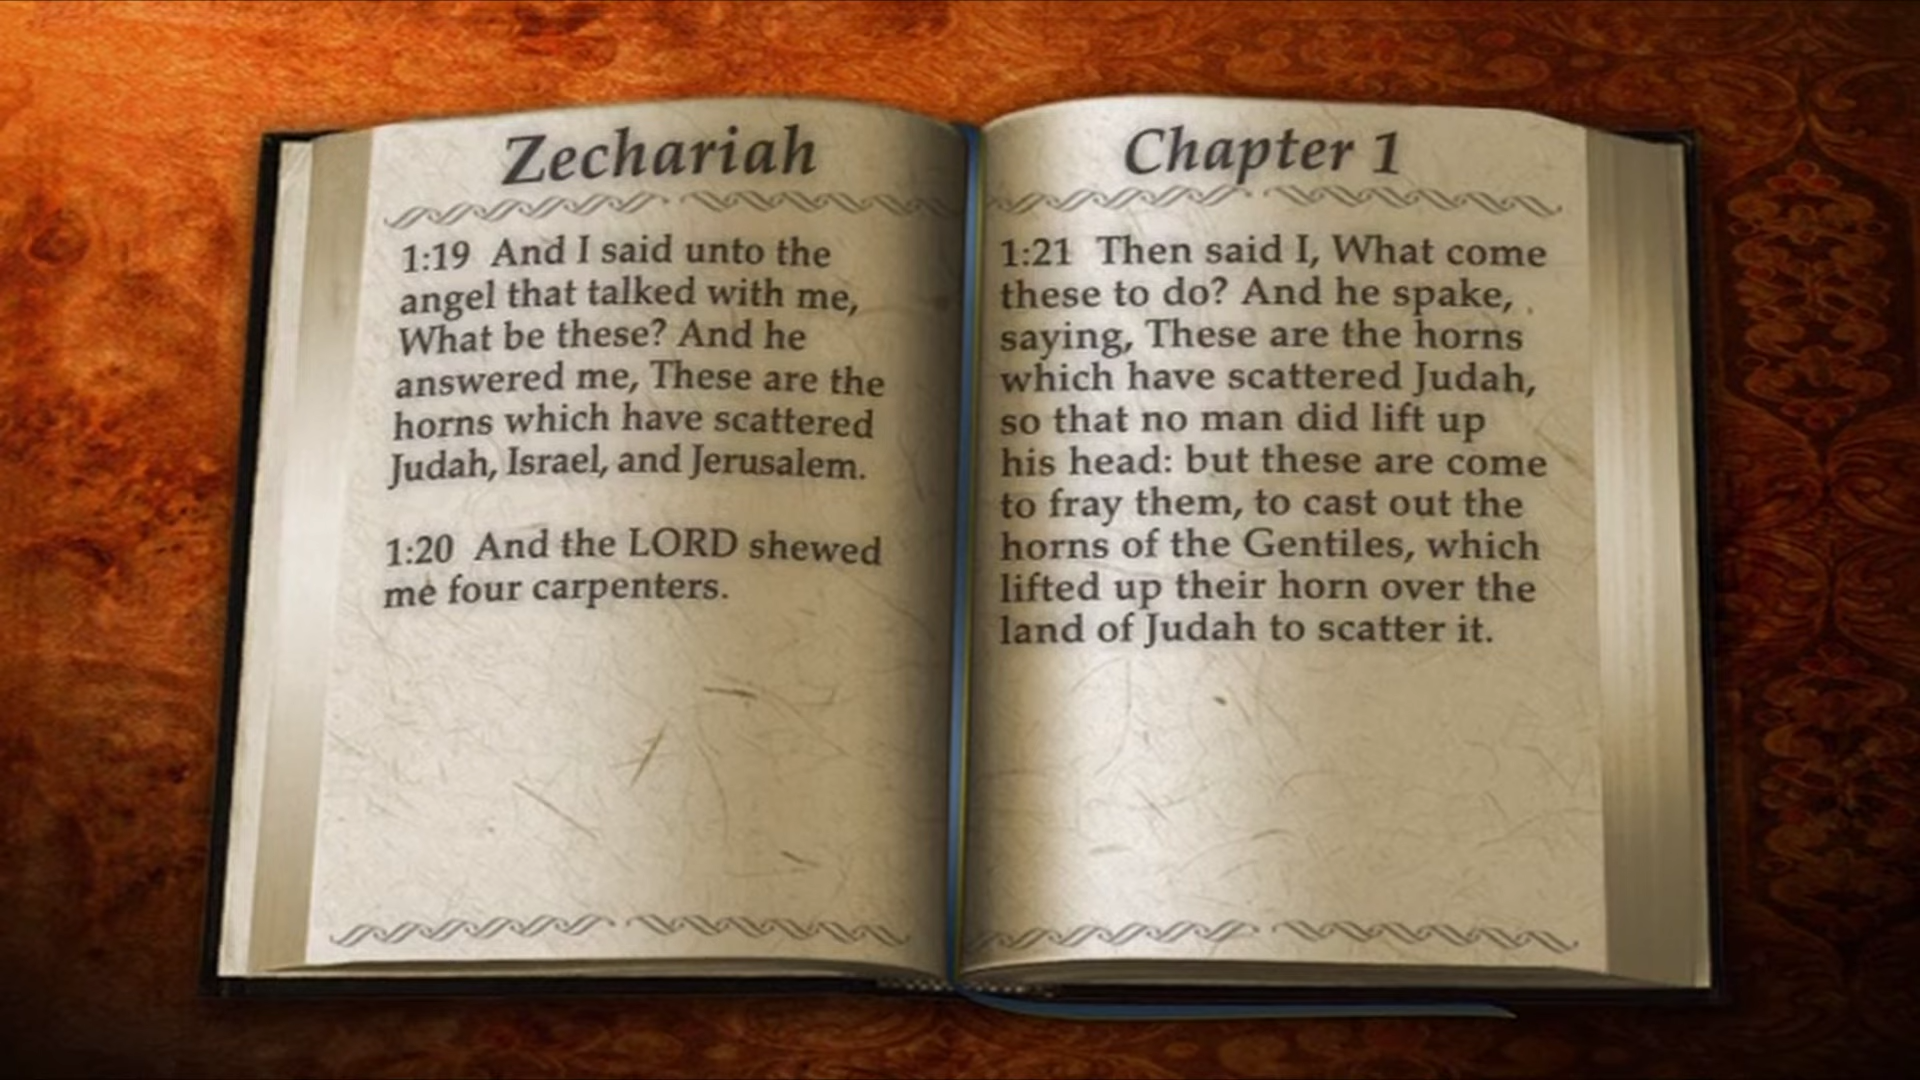 Zechariah
1:19 And I said unto the
angel that talked with me,
What be these? And he
answered me, These are the
horns which have scattered
Judah, Israel, and Jerusalem.
1:20 And the LORD shewed
me four carpenters.
Chapter 1
1:21 Then said I, What come
these to do? And he spake,
saying, These are the horns
which have scattered Judah,
so that no man did lift up
his head: but these are come
to fray them, to cast out the
horns of the Gentiles, which
lifted up their horn over the
land of Judah to scatter it.